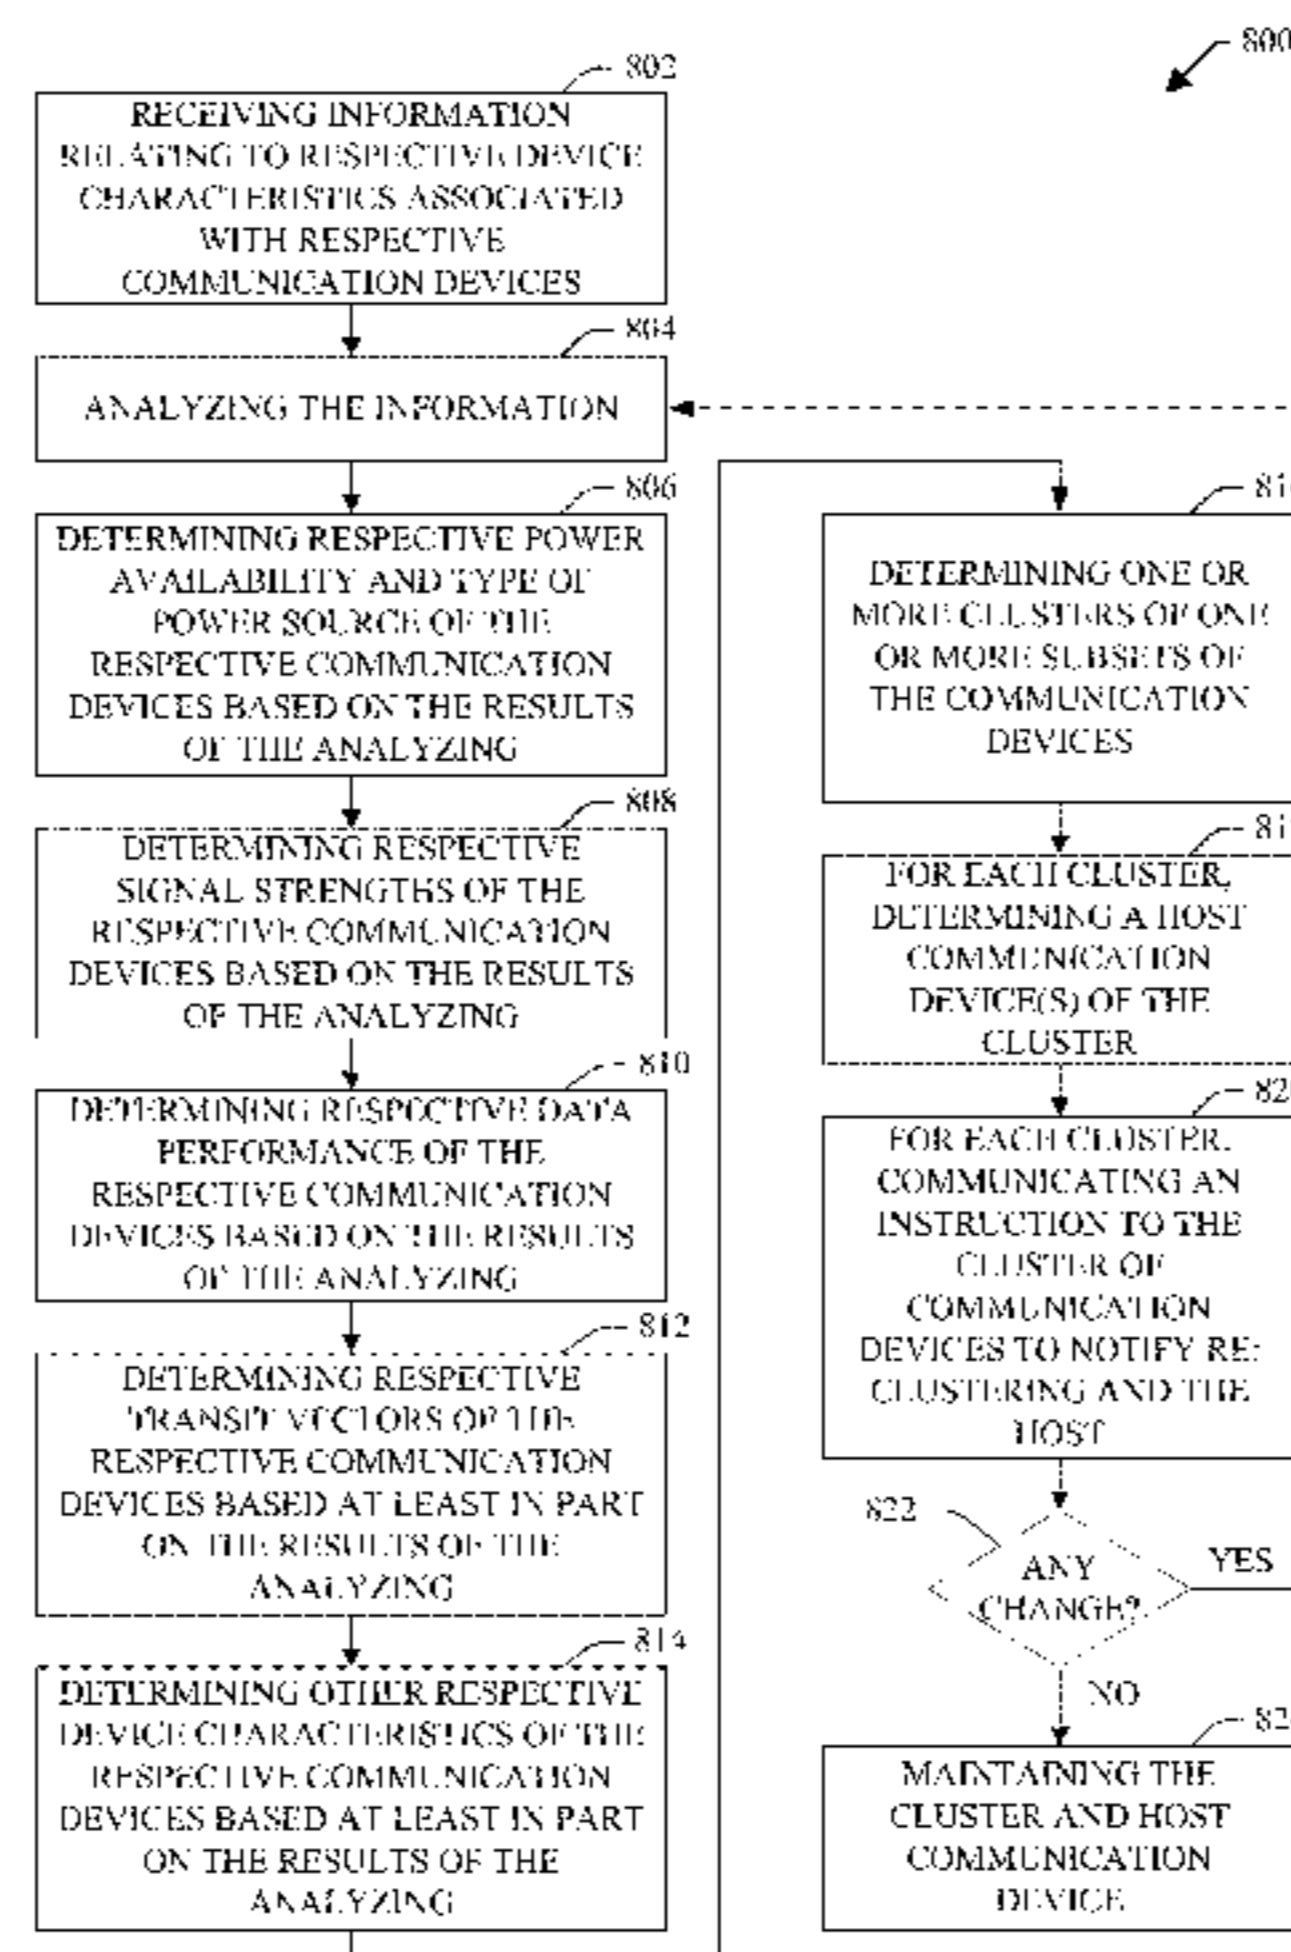 800
802
RECEIVING INFORMATION
RELATING TO RESPECTIVE DEVICE
CHARACTERISTICS ASSOCIATED
WITH RESPECTIVE
COMMUNICATION DEVICES
804
ANALYZING THE INFORMATION
806
DETERMINING RESPECTIVE POWER
AVAILABILITY AND TYPE OF
POWER SOURCE OF THE
RESPECTIVE COMMUNICATION
DEVICES BASED ON THE RESULTS
OF THE ANALYZING
808
DETERMINING RESPECTIVE
SIGNAL STRENGTHS OF THE
RESPECTIVE COMMUNICATION
DEVICES BASED ON THE RESULTS
OF THE ANALYZING
810
DETERMINING RESPECTIVE DATA
PERFORMANCE OF THE
RESPECTIVE COMMUNICATION
DEVICES BASED ON THE RESULTS
OF THE ANALYZING
812
DETERMINING RESPECTIVE
TRANSIT VECTORS OF THE
RESPECTIVE COMMUNICATION
DEVICES BASED AT LEAST IN PART
ON THE RESULTS OF THE
ANALYZING
814
DETERMINING OTHER RESPECTIVE
DEVICE CHARACTERISTICS OF THE
RESPECTIVE COMMUNICATION
DEVICES BASED AT LEAST IN PART
ON THE RESULTS OF THE
ANALYZING
DETERMINING ONE OR
MORE CLUSTERS OF ONE
OR MORE SUBSETS OF
THE COMMUNICATION
DEVICES
FOR EACH CLUSTER,
DETERMINING A HOST
COMMUNICATION
DEVICE(S) OF THE
CLUSTER
FOR EACH CLUSTER,
COMMUNICATING AN
INSTRUCTION TO THE
CLUSTER OF
COMMUNICATION
DEVICES TO NOTIFY RE-
CLUSTERING AND THE
HOST
822
ANY
CHANGE?
YES
NO
MAINTAINING THE
CLUSTER AND HOST
COMMUNICATION
DEVICE